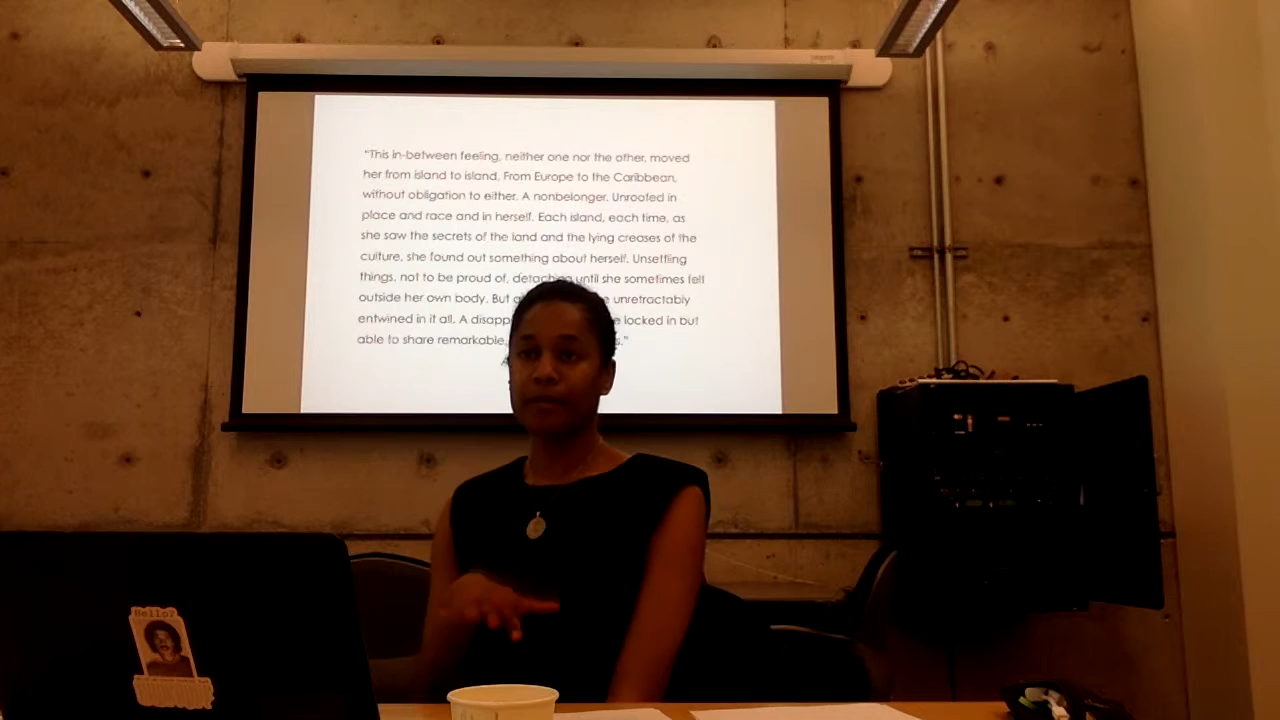 "This in-between feeling, neither one nor the other, moved
her from island to island. From Europe to the Caribbean,
without obligation to either. A nonbelonger. Unroofed in
place and race and in herself. Each island, each time, as
she saw the secrets of the land and the lying creases of the
culture, she found out something about herself. Unsettling
things, not to be proud of, detaching until she sometimes felt
outside her own body. But unretractably
entwined in it all. A locked in but
able to share remarkable,
Hello?